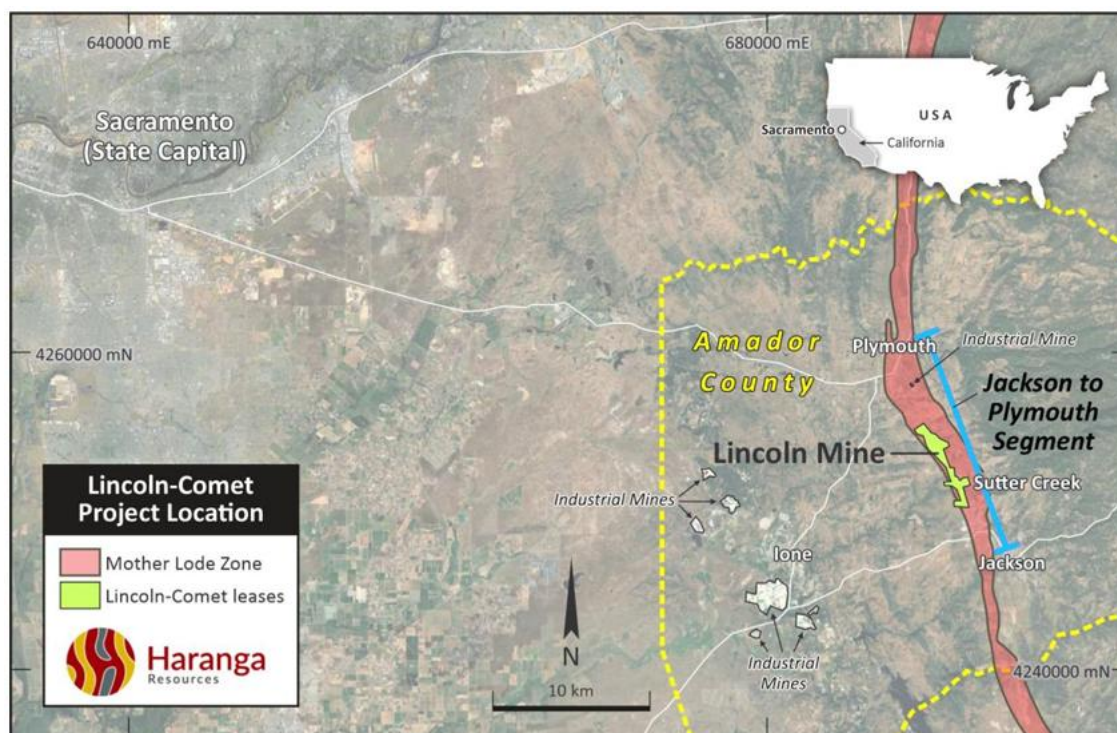 640000 mE
680000 mE
Sacramento
(State Capital)
USA
Sacramento
California
4260000 mN
Amador
County
Plymouth
Industrial Mine
Jackson to
Plymouth
Segment
Lincoln Mine
Sutter Creek
Industrial Mines
Ione
Jackson
Industrial
Mines
4240000 mN
N
10 km
Lincoln-Comet
Project Location
Mother Lode Zone
Lincoln-Comet leases
Haranga
Resources